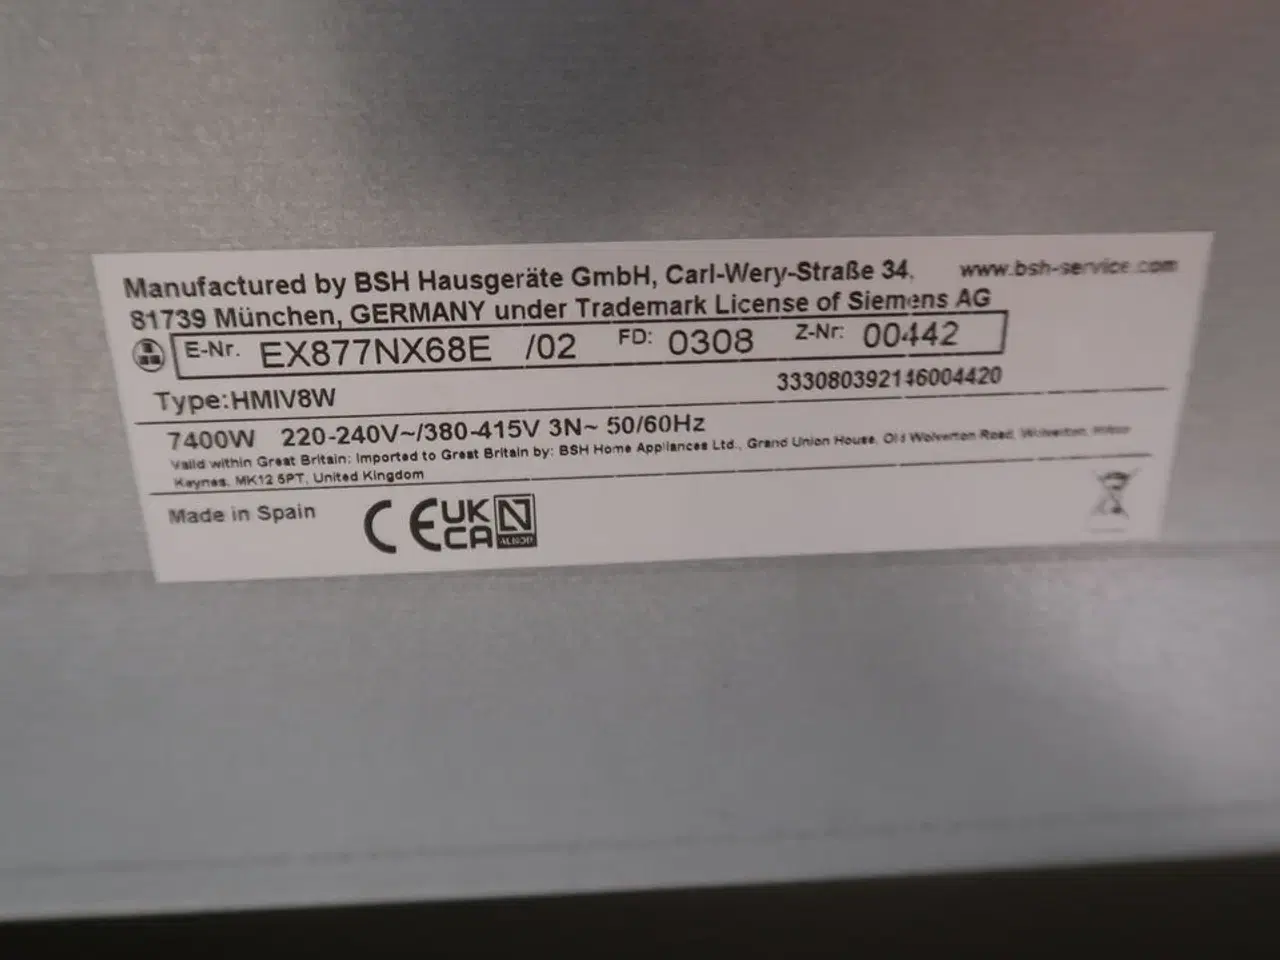 Manufactured by BSH Hausgeräte GmbH, Carl-Wery-Straße 34, www.bsh-service.com
81739 München, GERMANY under Trademark License of Siemens AG
E-Nr. EX877NX68E /02 FD: 0308 Z-Nr: 00442
Type:HMIV8W 333080392146004420
7400W 220-240V~/380-415V 3N~ 50/60Hz
Valid within Great Britain: Imported to Great Britain by: BSH Home Appliances Ltd., Grand Union House, Old Wolverton Road, Wolverton, Milton
Keynes, MK12 5PT, United Kingdom
Made in Spain CE UK
CA N